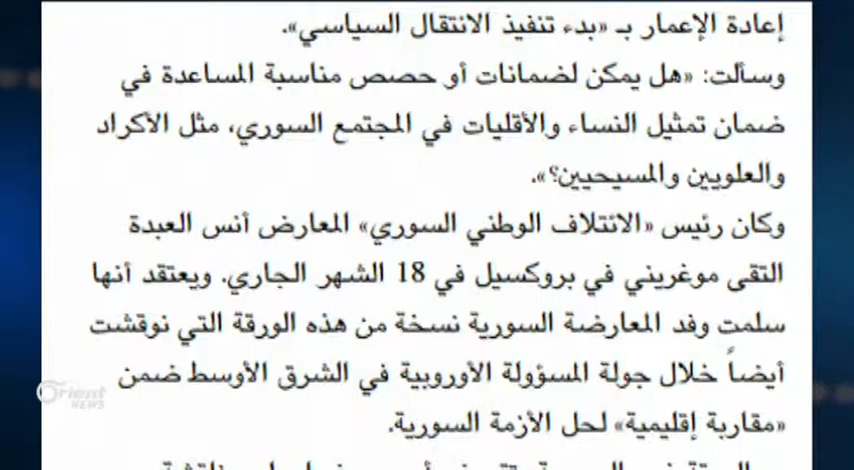 إعادة الإعمار بـ «بدء تنفيذ الانتقال السياسي».
وسألت: «هل يمكن لضمانات أو حصص مناسبة المساعدة في
ضمان تمثيل النساء والأقليات في المجتمع السوري، مثل الأكراد
والعلويين والمسيحيين؟».
وكان رئيس «الائتلاف الوطني السوري» المعارض أنس العبدة
التقى موغريني في بروكسيل في 18 الشهر الجاري. ويعتقد أنها
سلمت وفد المعارضة السورية نسخة من هذه الورقة التي نوقشت
أيضاً خلال جولة المسؤولة الأوروبية في الشرق الأوسط ضمن
«مقاربة إقليمية» لحل الأزمة السورية.
Orient
NEWS